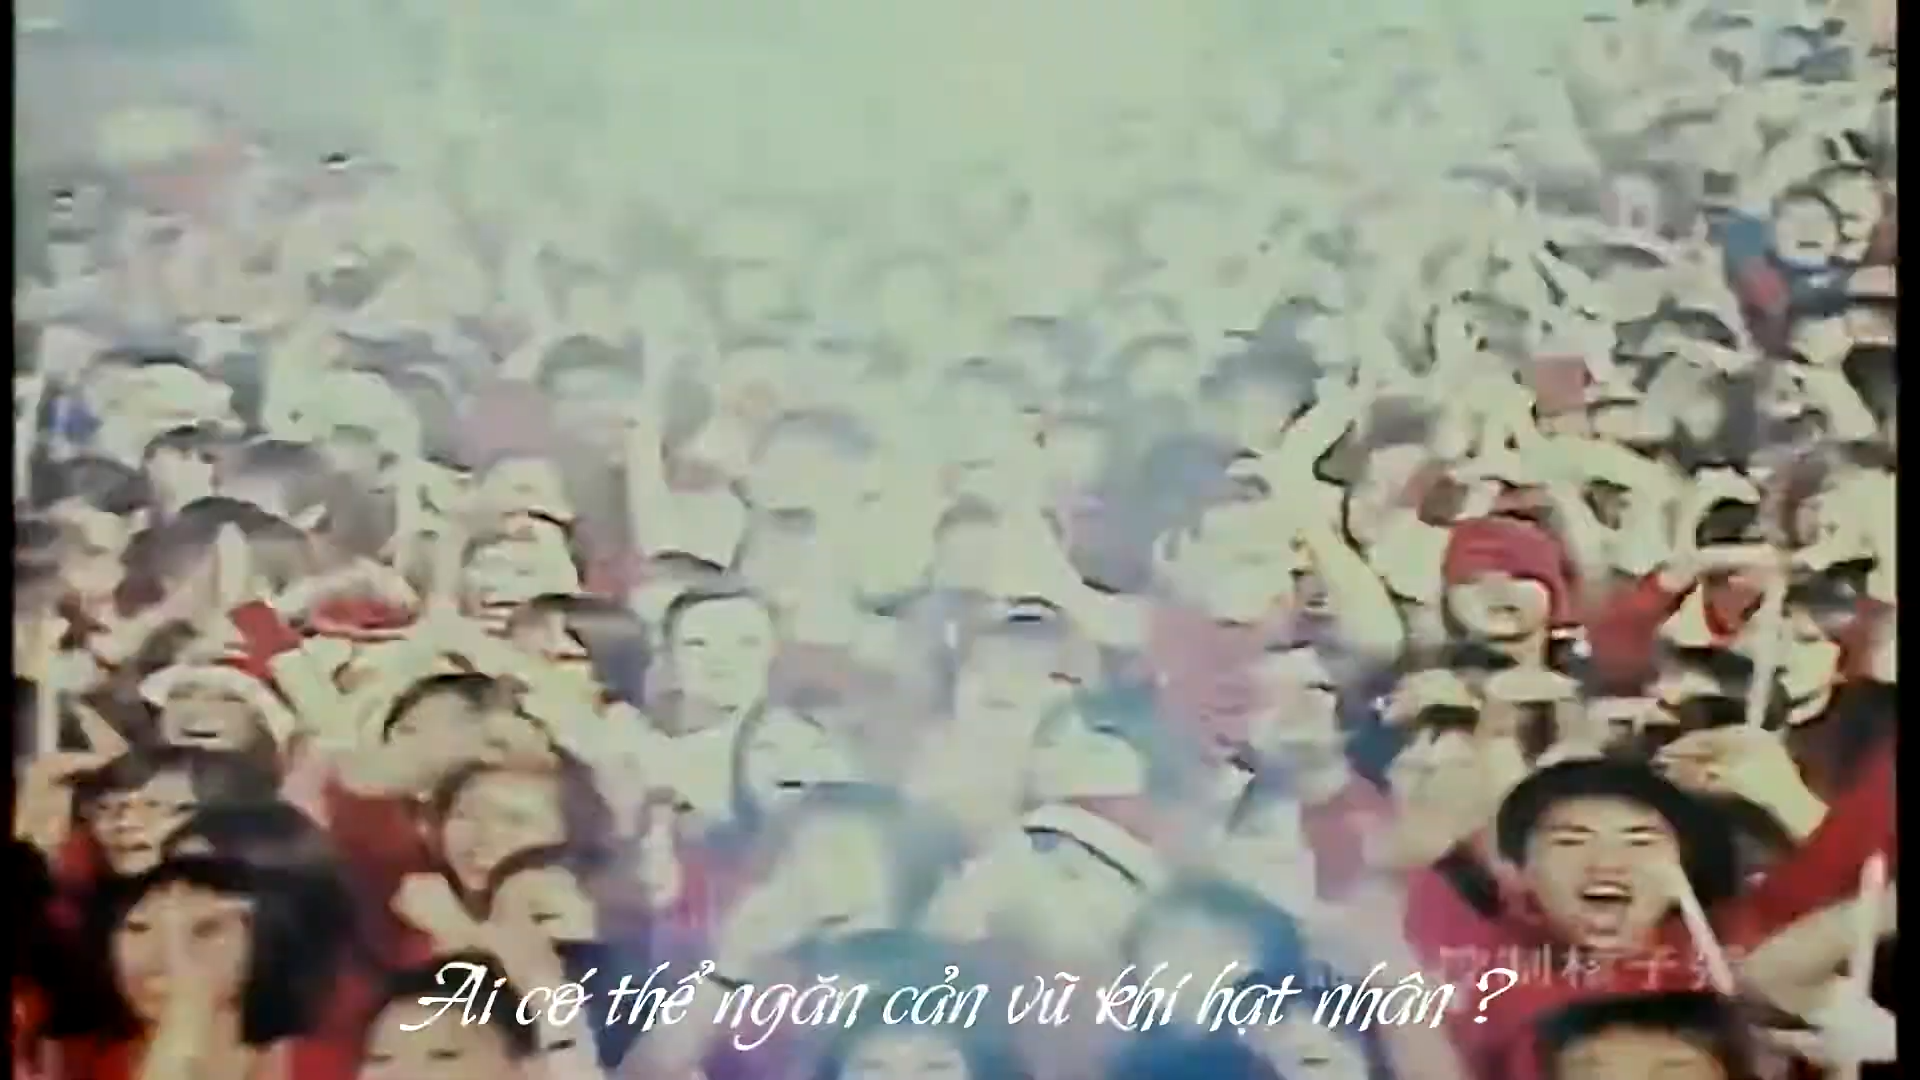 Ai có thể ngăn cản vũ khí hạt nhân ?